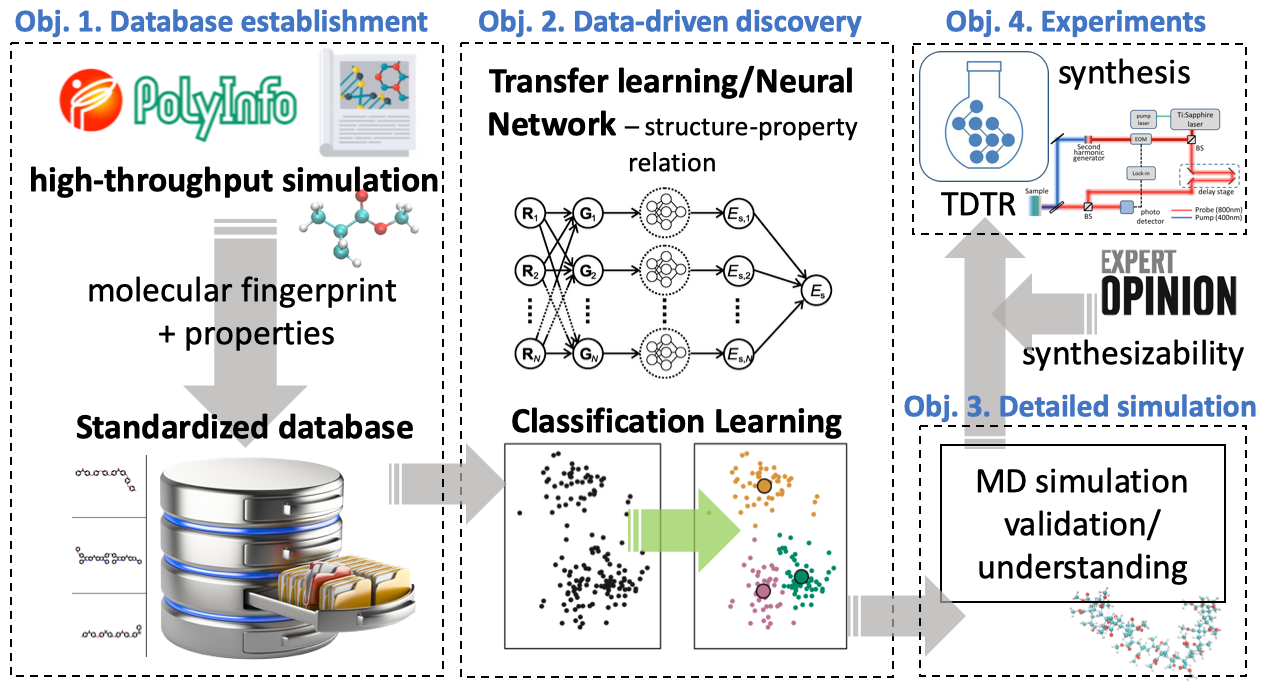 Obj. 1. Database establishment
PolyInfo
high-throughput simulation
molecular fingerprint
+ properties
Standardized database
Obj. 2. Data-driven discovery
Transfer learning/Neural
Network – structure-property
relation
R1 G1 Es,1
R2 G2 Es,2
Es
RN GN Es,N
Classification Learning
Obj. 4. Experiments
synthesis
pump
laser
Ti:Sapphire
laser
EOM
BS
Second
harmonic
generator
Lock-in
delay stage
Sample
TDTR
BS
photo
detector
Probe (800nm)
Pump (400nm)
EXPERT
OPINION
synthesizability
Obj. 3. Detailed simulation
MD simulation
validation/
understanding